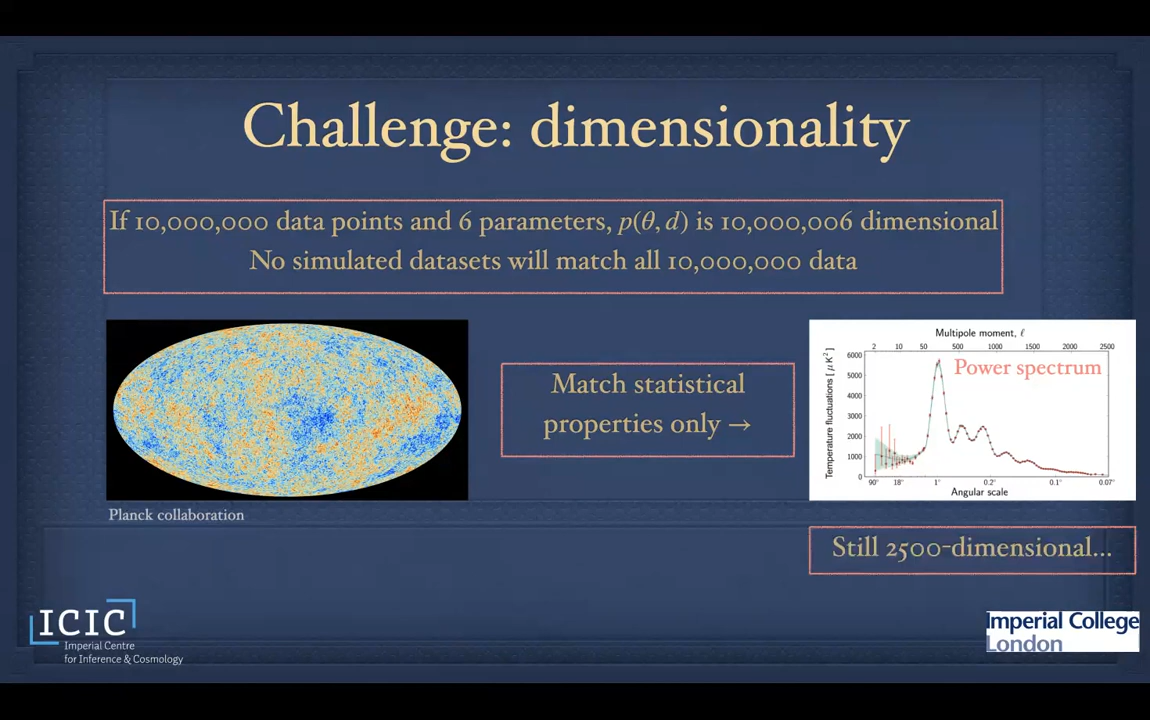 Challenge: dimensionality
If 10,000,000 data points and 6 parameters, p(θ, d) is 10,000,006 dimensional
No simulated datasets will match all 10,000,000 data
Planck collaboration
Match statistical
properties only →
Multipole moment, ℓ
2 10 50 500 1000 1500 2000 2500
Power spectrum
Temperature fluctuations [ μK² ]
6000
5000
4000
3000
2000
1000
0
90° 18° 1° 0.2° 0.1° 0.07°
Angular scale
Still 2500-dimensional...
ICIC
Imperial Centre
for Inference & Cosmology
Imperial College
London